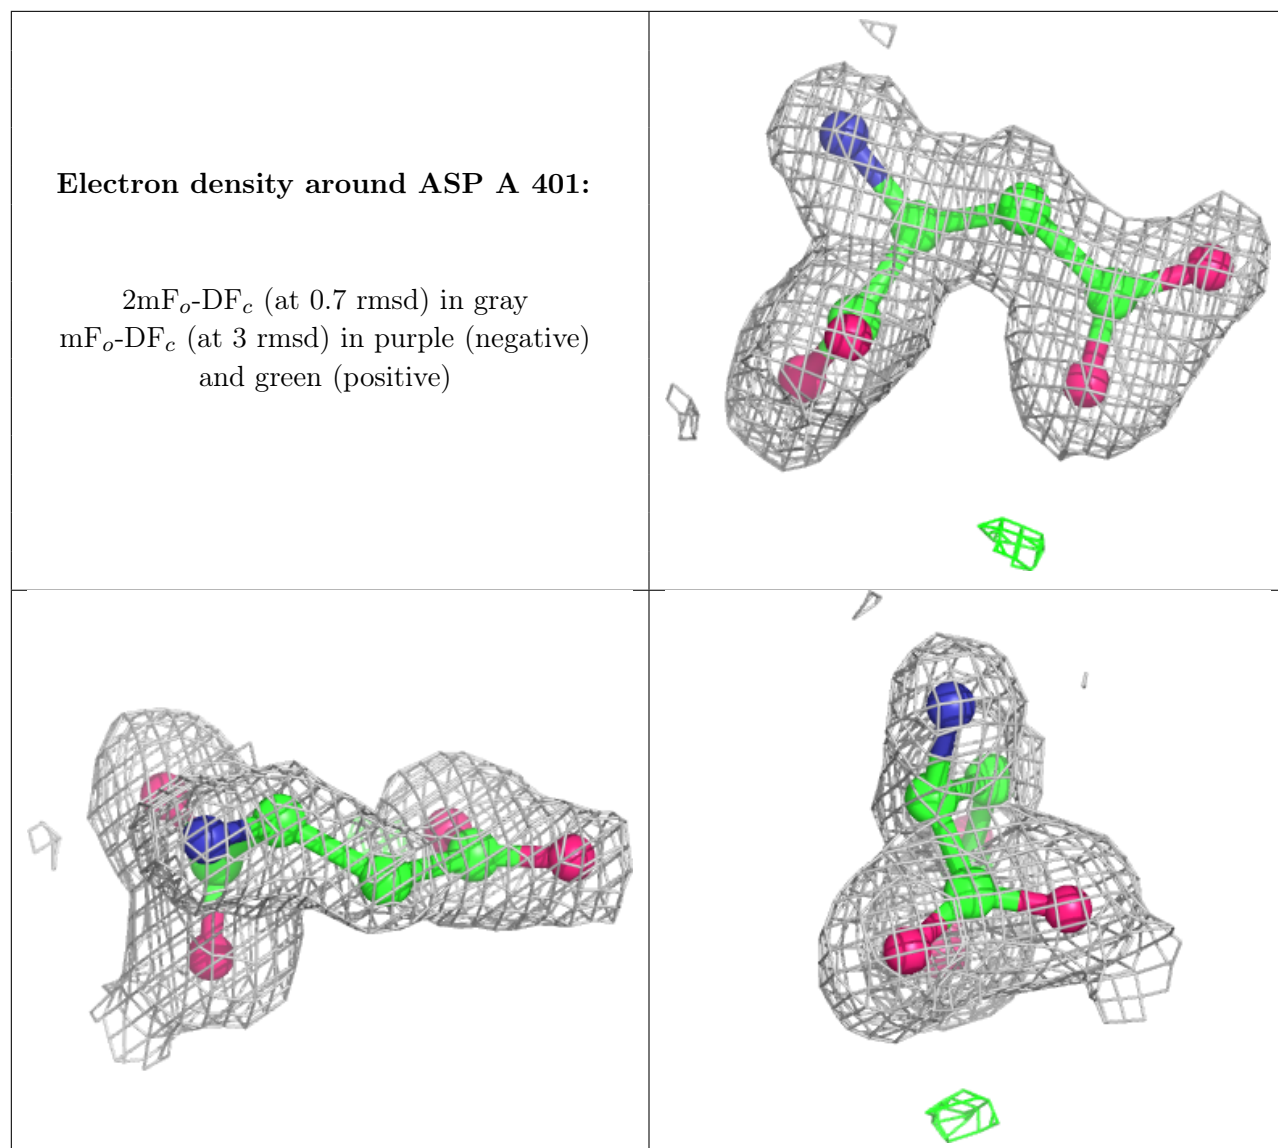 Electron density around ASP A 401:
2mFₒ-DF𝑐 (at 0.7 rmsd) in gray
mFₒ-DF𝑐 (at 3 rmsd) in purple (negative)
and green (positive)